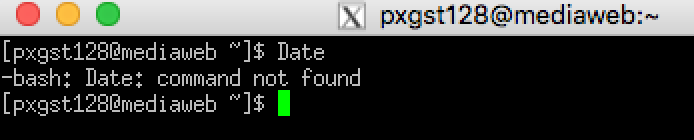 pxgst128@mediaweb:~
[pxgst128@mediaweb ~]$ Date
-bash: Date: command not found
[pxgst128@mediaweb ~]$